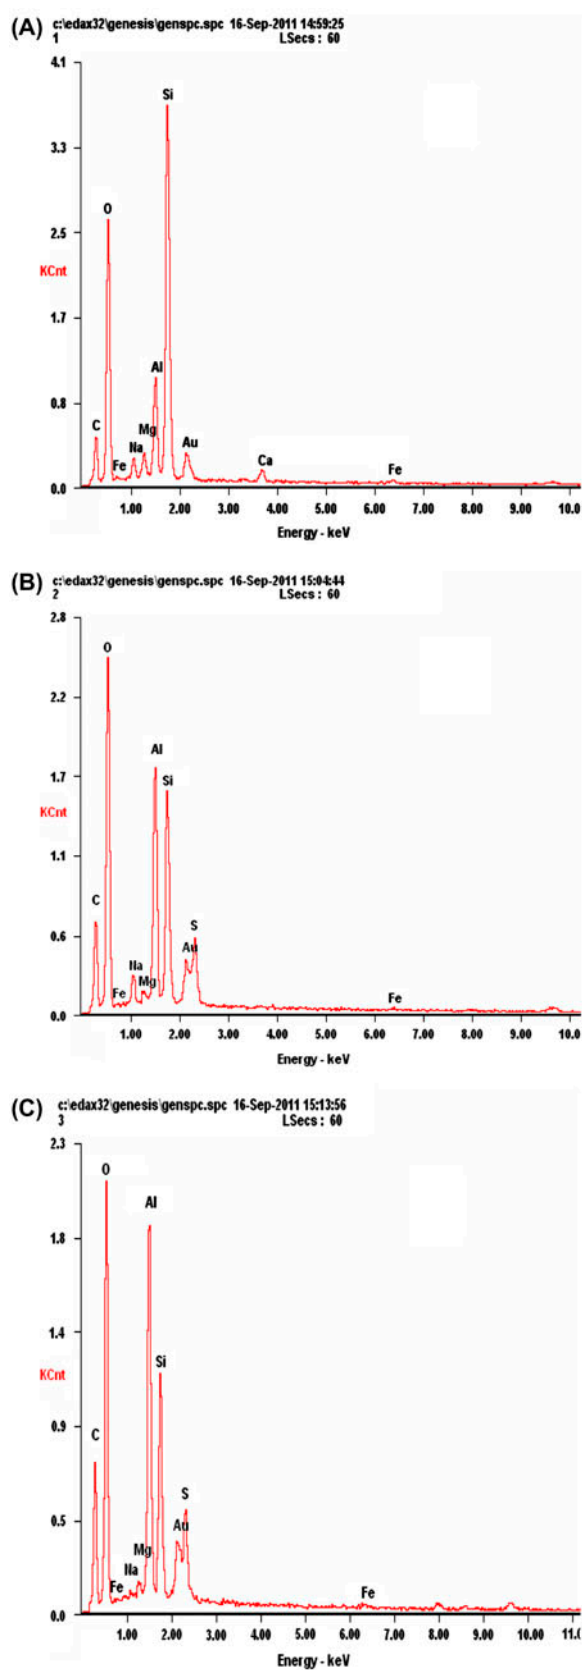 (A) c:\edax32\genesis\genspc.spc 16-Sep-2011 14:59:25
1 LSecs : 60
4.1
Si
3.3
O
2.5
KCnt
1.7
Al
0.8
C Fe Na Mg Au Ca Fe
0.0
1.00 2.00 3.00 4.00 5.00 6.00 7.00 8.00 9.00 10.0
Energy - keV
(B) c:\edax32\genesis\genspc.spc 16-Sep-2011 15:04:44
2 LSecs : 60
2.8
O
2.2
Al
1.7
Si
KCnt
1.1
C
S
0.6
Fe Na Mg Au Fe
0.0
1.00 2.00 3.00 4.00 5.00 6.00 7.00 8.00 9.00 10.0
Energy - keV
(C) c:\edax32\genesis\genspc.spc 16-Sep-2011 15:13:56
3 LSecs : 60
2.3
O
Al
1.8
1.4
Si
KCnt
0.9
C
S
0.5
Au
Fe Na Mg Fe
0.0
1.00 2.00 3.00 4.00 5.00 6.00 7.00 8.00 9.00 10.00 11.0
Energy - keV